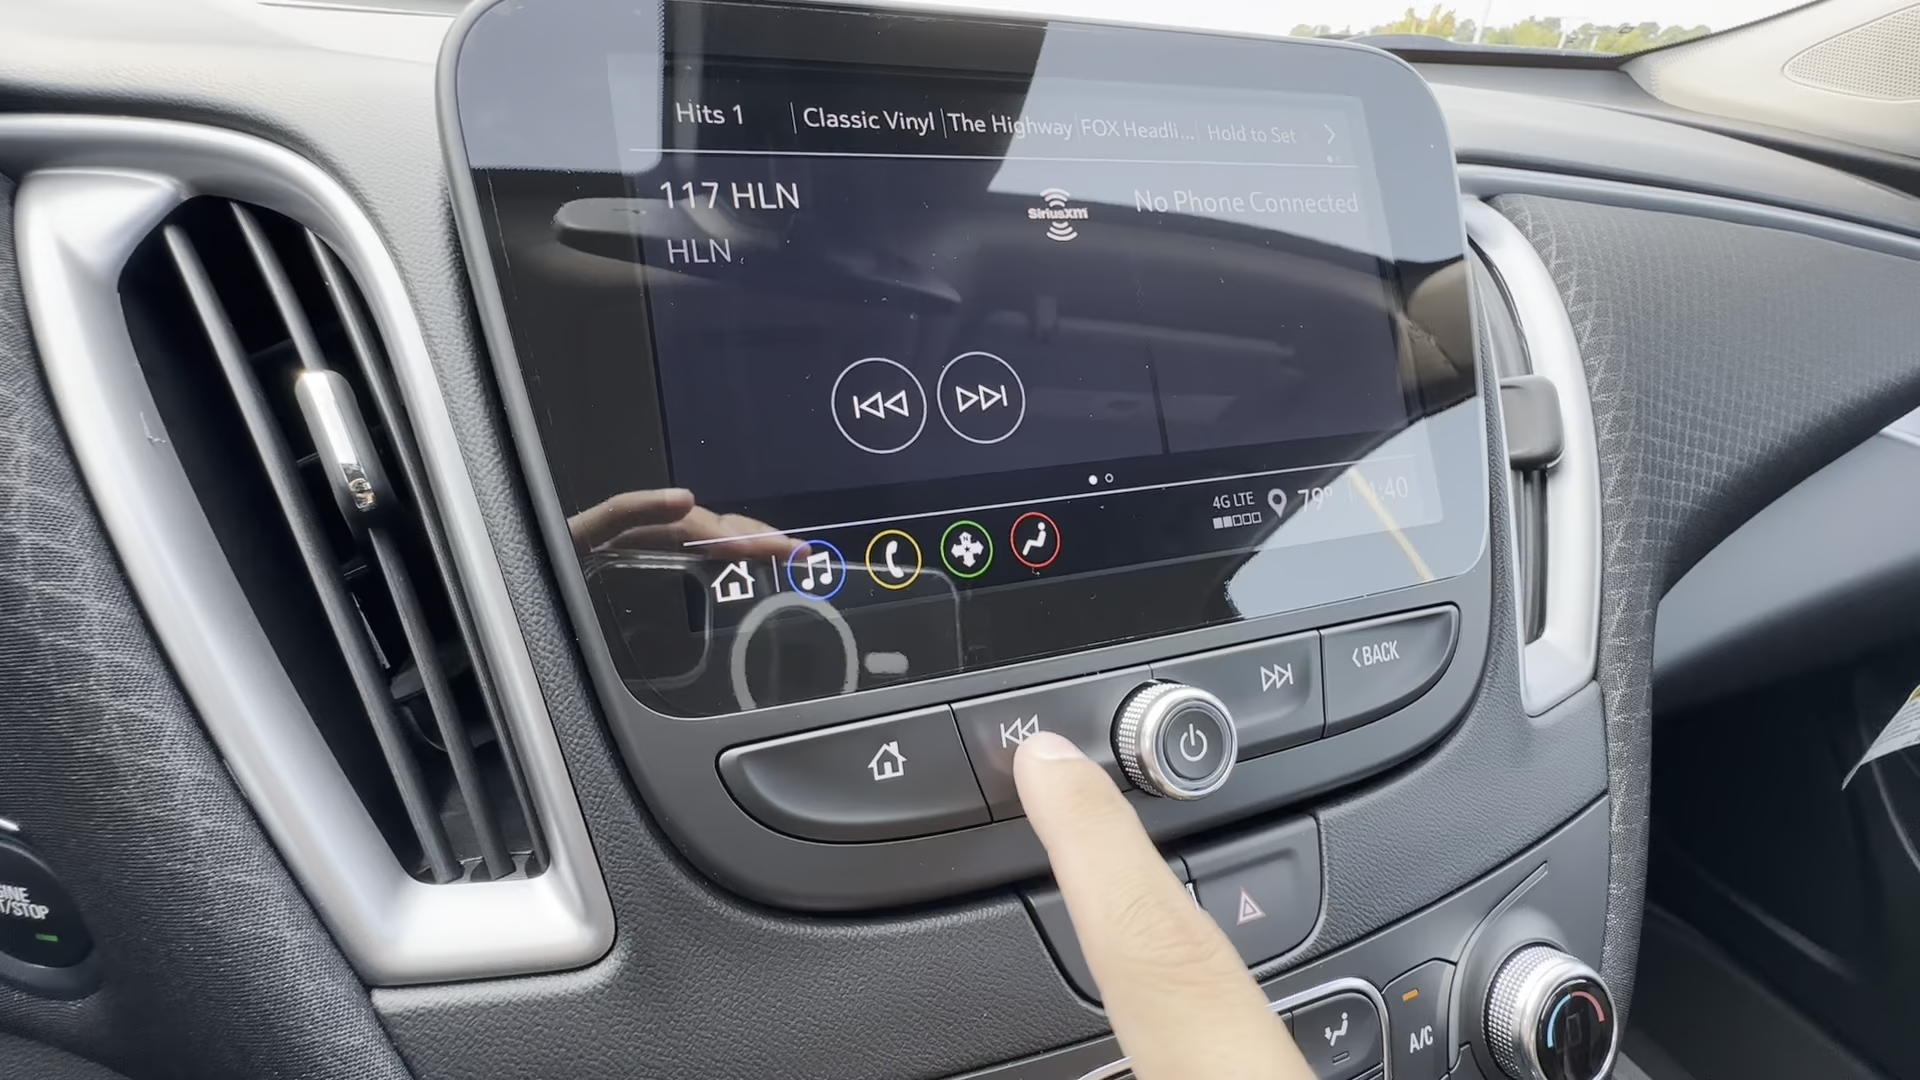 Hits 1 Classic Vinyl The Highway FOX Headli... Hold to Set
117 HLN
HLN
SiriusXM
No Phone Connected
4G LTE
79°
BACK
A/C